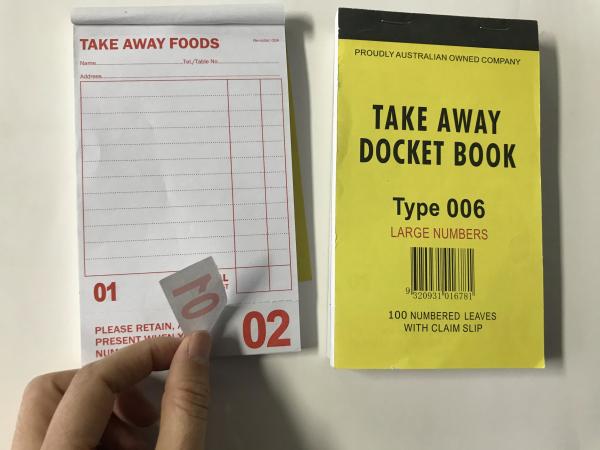 TAKE AWAY FOODS
Name Tel./Table No.
Address
01
L
T
01
PLEASE RETAIN, A
PRESENT WHEN Y
NUM
02
PROUDLY AUSTRALIAN OWNED COMPANY
TAKE AWAY
DOCKET BOOK
Type 006
LARGE NUMBERS
9 320931 016781
100 NUMBERED LEAVES
WITH CLAIM SLIP